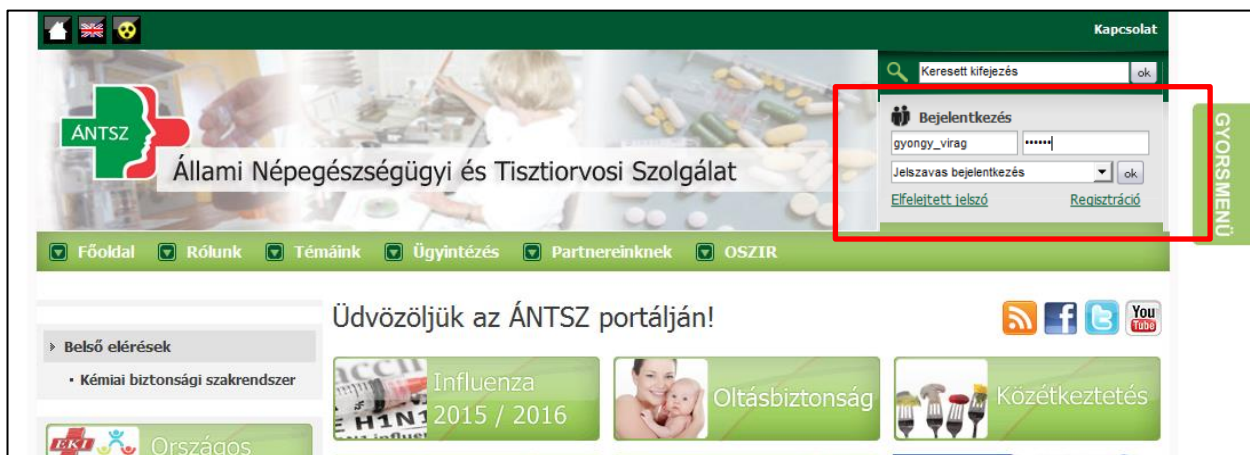 Kapcsolat
Keresett kifejezés
ok
ÁNTSZ
Állami Népegészségügyi és Tisztiorvosi Szolgálat
Bejelentkezés
gyongy_virag ••••••
Jelszavas bejelentkezés
ok
Elfelejtett jelszó
Regisztráció
GYORSMENÜ
Főoldal
Rólunk
Témáink
Ügyintézés
Partnereinknek
OSZIR
Üdvözöljük az ÁNTSZ portálján!
You
Tube
Belső elérések
Kémiai biztonsági szakrendszer
Influenza
2015 / 2016
H1N1
Oltásbiztonság
Közétkeztetés
EKI
Országos